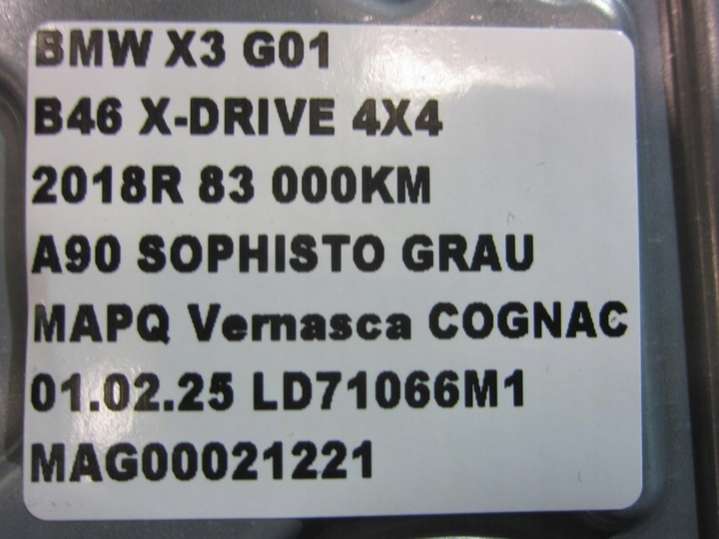 BMW X3 G01
B46 X-DRIVE 4X4
2018R 83 000KM
A90 SOPHISTO GRAU
MAPQ Vernasca COGNAC
01.02.25 LD71066M1
MAG00021221